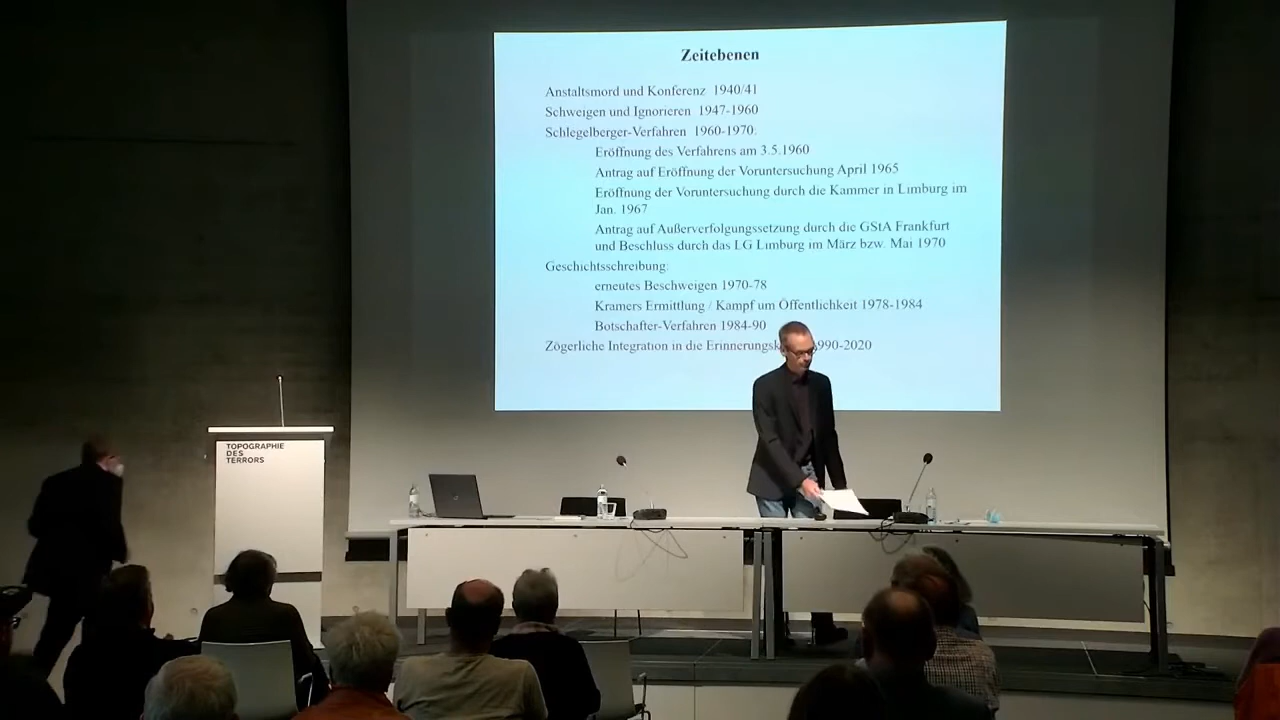 Zeitebenen
Anstaltsmord und Konferenz 1940/41
Schweigen und Ignorieren 1947-1960
Schlegelberger-Verfahren 1960-1970.
Eröffnung des Verfahrens am 3.5.1960
Antrag auf Eröffnung der Voruntersuchung April 1965
Eröffnung der Voruntersuchung durch die Kammer in Limburg im
Jan. 1967
Antrag auf Außerverfolgungssetzung durch die GStA Frankfurt
und Beschluss durch das LG Limburg im März bzw. Mai 1970
Geschichtsschreibung:
erneutes Beschweigen 1970-78
Kramers Ermittlung / Kampf um Öffentlichkeit 1978-1984
Botschafter-Verfahren 1984-90
Zögerliche Integration in die 990-2020
TOPOGRAPHIE
DES
TERRORS